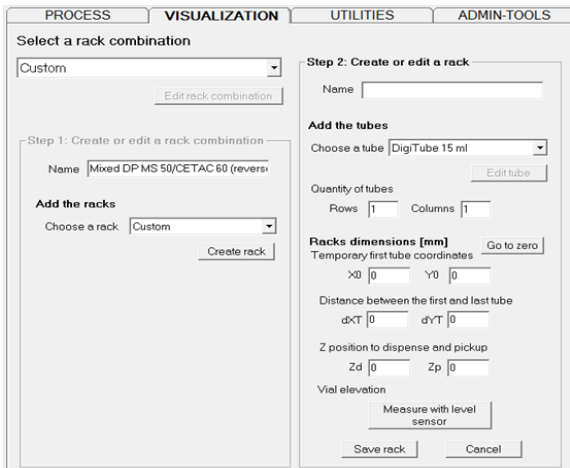 PROCESS
VISUALIZATION
UTILITIES
ADMIN-TOOLS
Select a rack combination
Custom
Edit rack combination
Step 1: Create or edit a rack combination
Name Mixed DP MS 50/CETAC 60 (revers
Add the racks
Choose a rack Custom
Create rack
Step 2: Create or edit a rack
Name
Add the tubes
Choose a tube DigiTube 15 ml
Edit tube
Quantity of tubes
Rows 1 Columns 1
Racks dimensions [mm] Go to zero
Temporary first tube coordinates
X0 0 Y0 0
Distance between the first and last tube
dXT 0 dYT 0
Z position to dispense and pickup
Zd 0 Zp 0
Vial elevation
Measure with level
sensor
Save rack Cancel